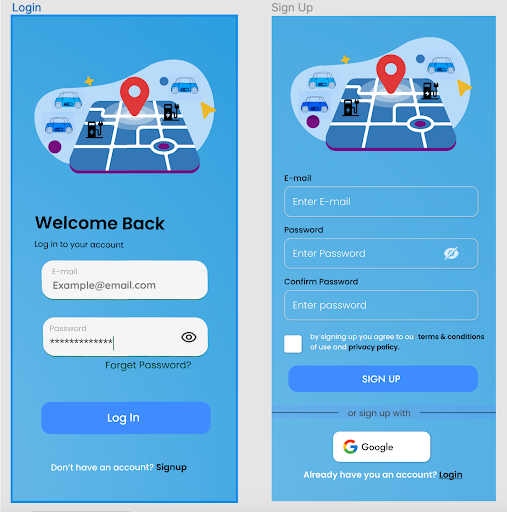 Login
Welcome Back
Log in to your account
E-mail
Example@email.com
Password
*************
Forget Password?
Log In
Don't have an account? Signup
Sign Up
E-mail
Enter E-mail
Password
Enter Password
Confirm Password
Enter password
by signing up you agree to ou terms & conditions
of use and privacy policy.
SIGN UP
or sign up with
Google
Already have you an account? Login